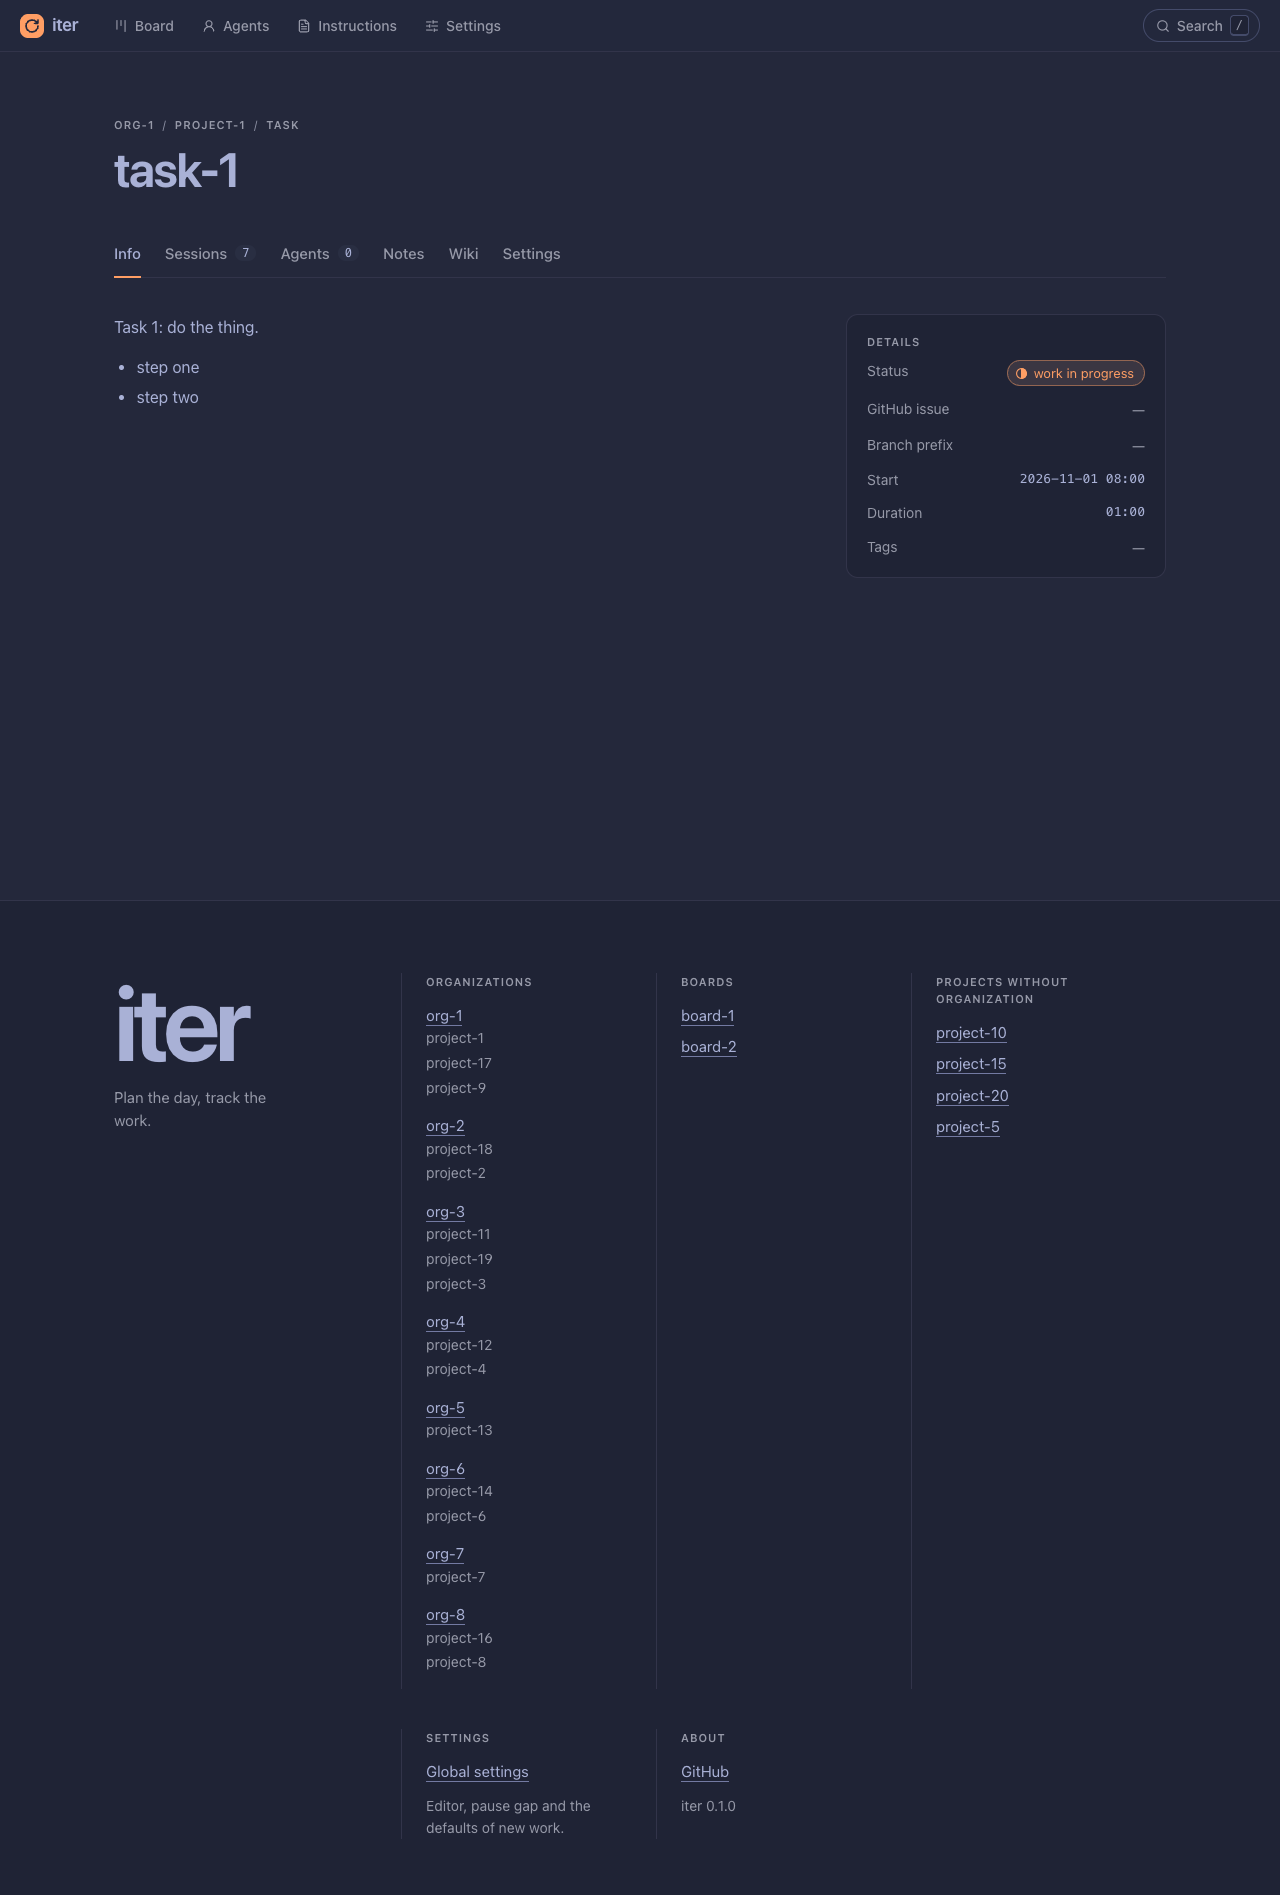 iter
Board
Agents
Instructions
Settings
Search /
ORG-1 / PROJECT-1 / TASK
task-1
Info
Sessions 7
Agents 0
Notes
Wiki
Settings
Task 1: do the thing.
• step one
• step two
DETAILS
Status work in progress
GitHub issue —
Branch prefix —
Start 2026-11-01 08:00
Duration 01:00
Tags —
iter
Plan the day, track the
work.
ORGANIZATIONS
org-1
project-1
project-17
project-9
org-2
project-18
project-2
org-3
project-11
project-19
project-3
org-4
project-12
project-4
org-5
project-13
org-6
project-14
project-6
org-7
project-7
org-8
project-16
project-8
BOARDS
board-1
board-2
PROJECTS WITHOUT
ORGANIZATION
project-10
project-15
project-20
project-5
SETTINGS
Global settings
Editor, pause gap and the
defaults of new work.
ABOUT
GitHub
iter 0.1.0